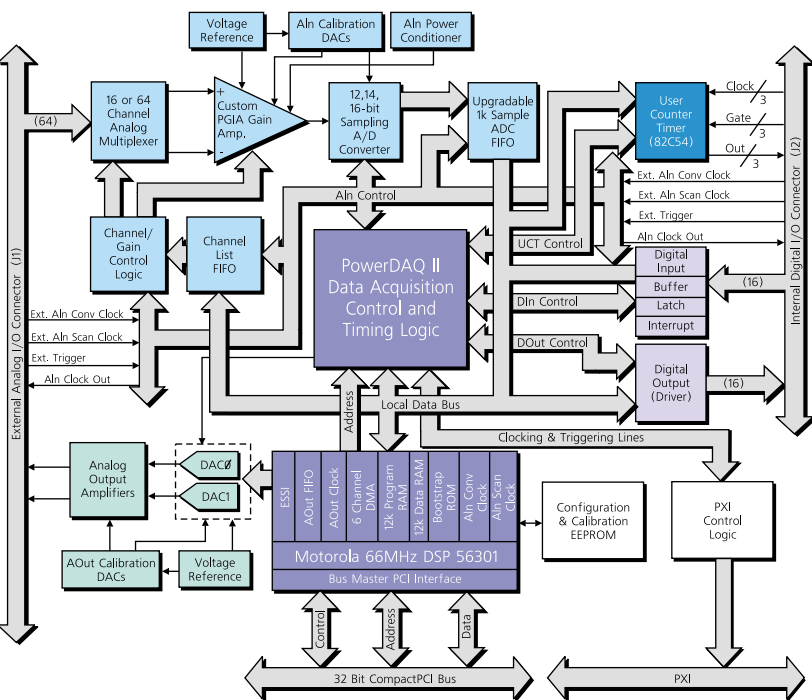 Voltage
Reference
AIn Calibration
DACs
AIn Power
Conditioner
16 or 64
Channel
Analog
Multiplexer
+
Custom
PGIA Gain
Amp.
-
12,14,
16-bit
Sampling
A/D
Converter
Upgradable
1k Sample
ADC
FIFO
User
Counter
Timer
(82C54)
Clock
3
Gate
3
Out
3
(64)
Ext. AIn Conv Clock
Ext. AIn Scan Clock
Ext. Trigger
AIn Clock Out
AIn Control
Channel/
Gain
Control
Logic
Channel
List
FIFO
PowerDAQ II
Data Acquisition
Control and
Timing Logic
UCT Control
DIn Control
DOut Control
Digital
Input
Buffer
Latch
Interrupt
(16)
Digital
Output
(Driver)
(16)
External Analog I/O Connector (J1)
Internal Digital I/O Connector (J2)
Ext. AIn Conv Clock
Ext. AIn Scan Clock
Ext. Trigger
AIn Clock Out
Address
Local Data Bus
Clocking & Triggering Lines
Analog
Output
Amplifiers
DAC0
DAC1
AOut Calibration
DACs
Voltage
Reference
ESSI
AOut FIFO
AOut Clock
6 Channel
DMA
12k Program
RAM
12k Data RAM
Bootstrap
ROM
AIn Conv
Clock
AIn Scan
Clock
Motorola 66MHz DSP 56301
Bus Master PCI Interface
Configuration
& Calibration
EEPROM
PXI
Control
Logic
Control
Address
Data
32 Bit CompactPCI Bus
PXI